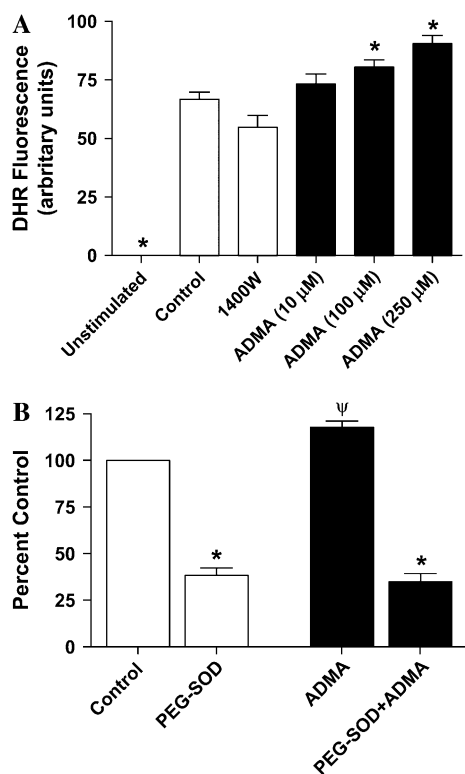 A
DHR Fluorescence
(arbritary units)
100
75
50
25
0
*
*
*
Unstimulated
Control
1400W
ADMA (10 μM)
ADMA (100 μM)
ADMA (250 μM)
B
Percent Control
125
100
75
50
25
0
*
ψ
*
Control
PEG-SOD
ADMA
PEG-SOD+ADMA